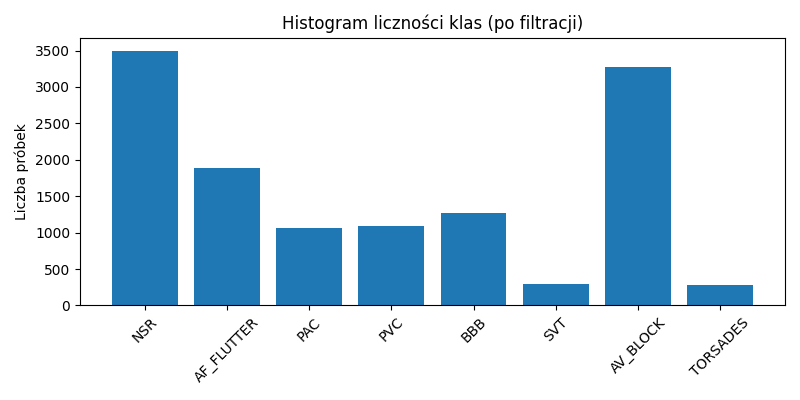 Histogram liczności klas (po filtracji)
Liczba próbek
3500
3000
2500
2000
1500
1000
500
0
NSR
AF_FLUTTER
PAC
PVC
BBB
SVT
AV_BLOCK
TORSADES